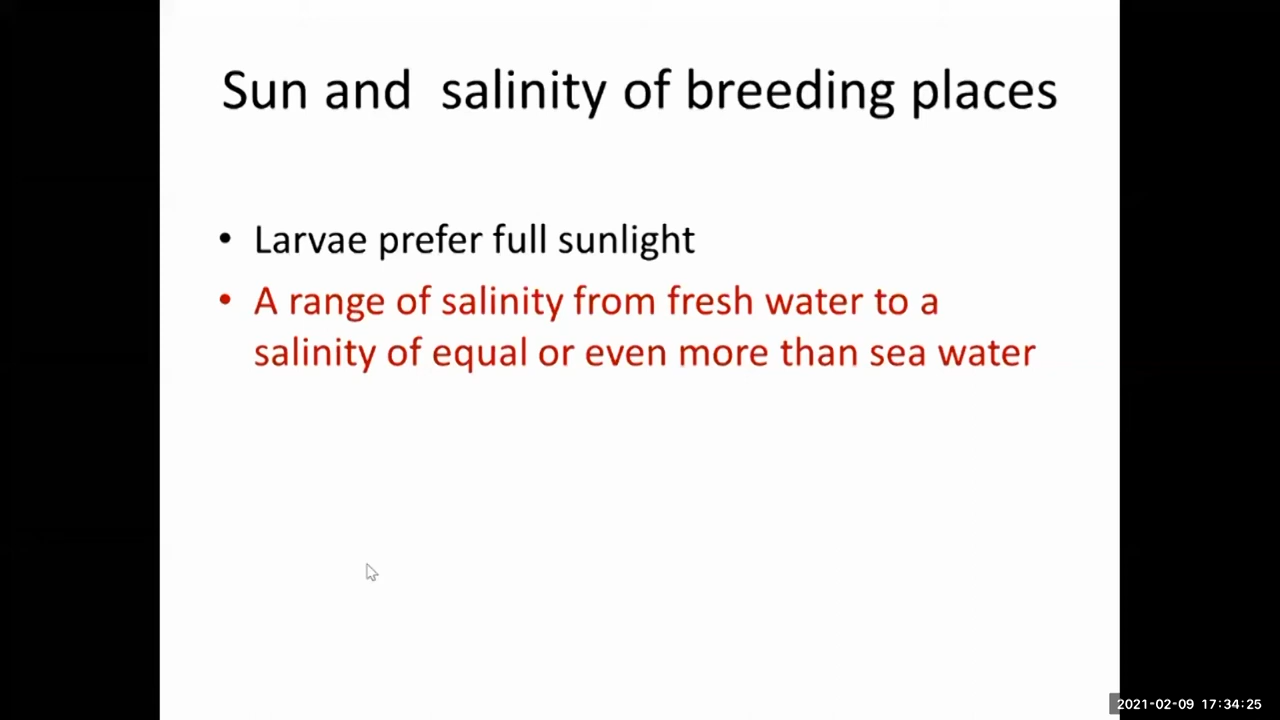 Sun and  salinity of breeding places
• Larvae prefer full sunlight
• A range of salinity from fresh water to a
salinity of equal or even more than sea water
2021-02-09 17:34:25